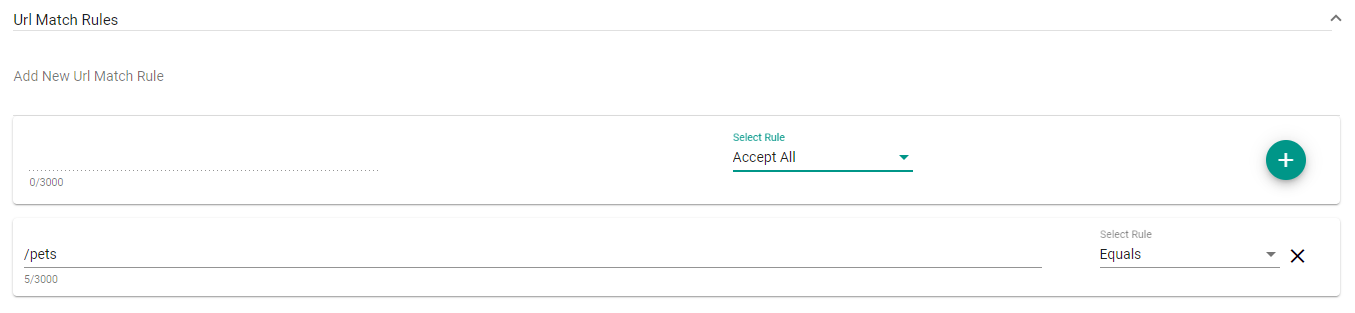 Url Match Rules
Add New Url Match Rule
Select Rule
Accept All
0/3000
Select Rule
/pets
Equals
5/3000